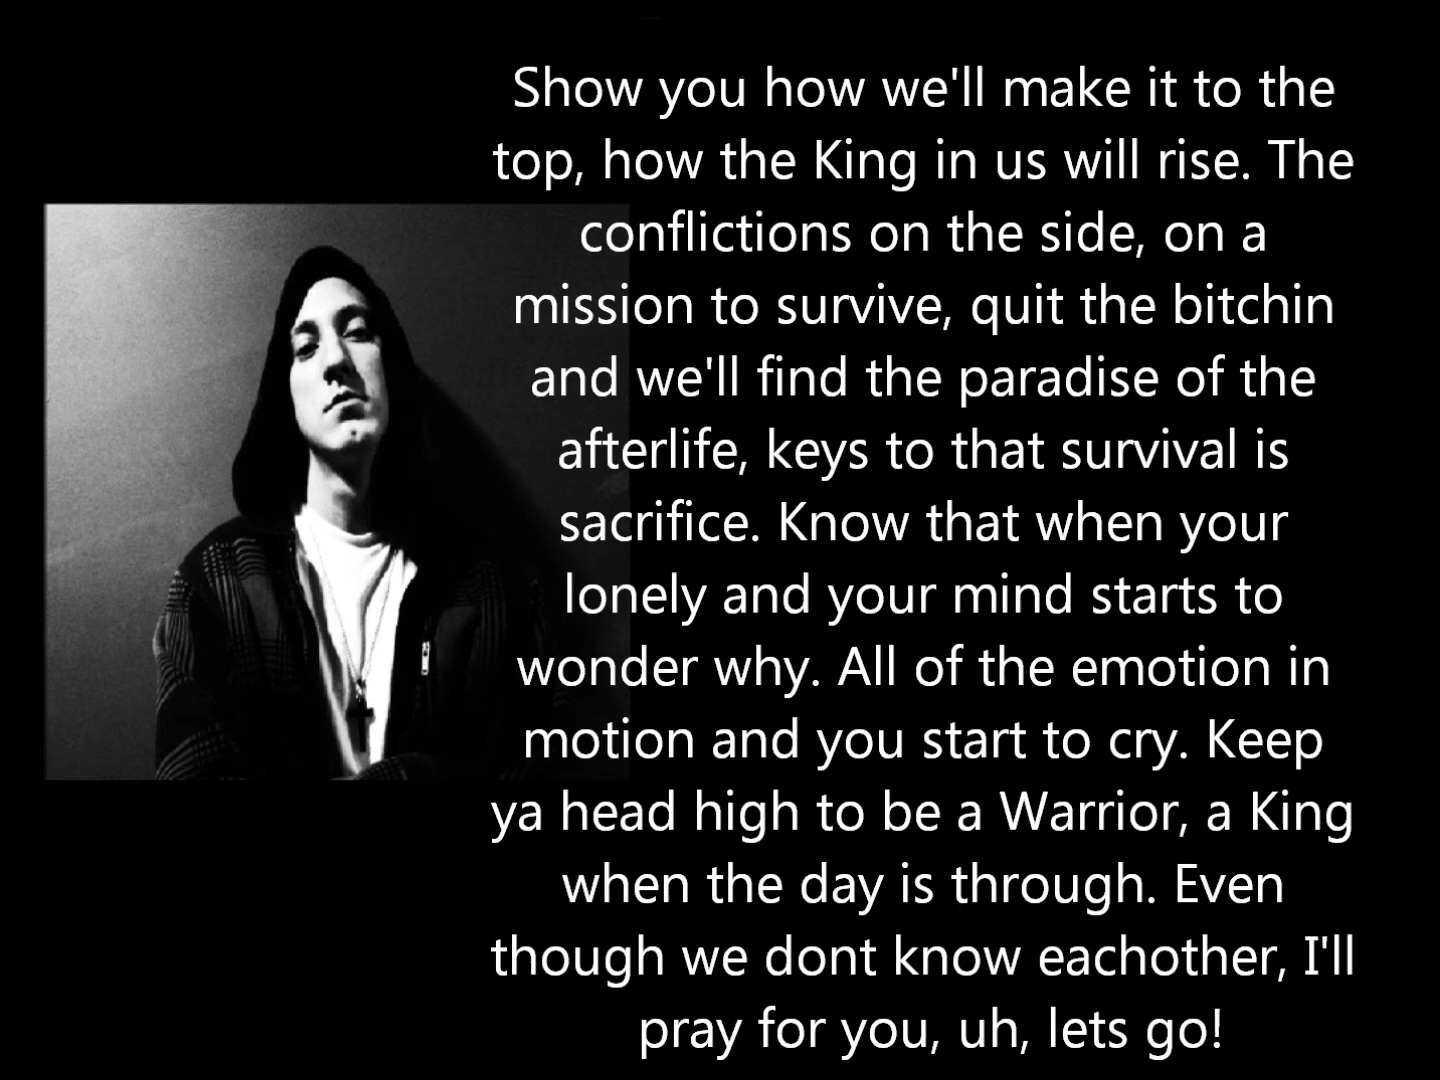 Show you how we'll make it to the
top, how the King in us will rise. The
conflictions on the side, on a
mission to survive, quit the bitchin
and we'll find the paradise of the
afterlife, keys to that survival is
sacrifice. Know that when your
lonely and your mind starts to
wonder why. All of the emotion in
motion and you start to cry. Keep
ya head high to be a Warrior, a King
when the day is through. Even
though we dont know eachother, I'll
pray for you, uh, lets go!